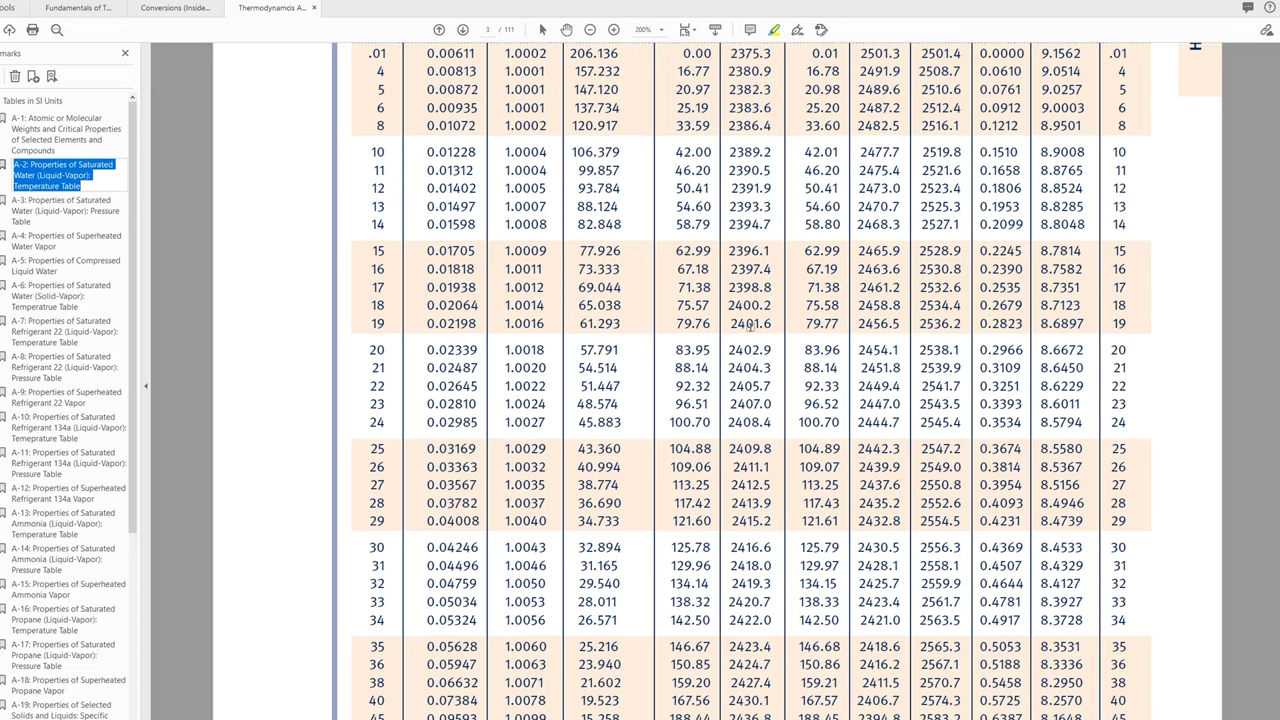 ools
Fundamentals of T...
Conversions (Inside...
Thermodynamcis A...
×
3 / 111
200%
marks
×
Tables in SI Units
A-1: Atomic or Molecular
Weights and Critical Properties
of Selected Elements and
Compounds
A-2: Properties of Saturated
Water (Liquid-Vapor):
Temperature Table
A-3: Properties of Saturated
Water (Liquid-Vapor): Pressure
Table
A-4: Properties of Superheated
Water Vapor
A-5: Properties of Compressed
Liquid Water
A-6: Properties of Saturated
Water (Solid-Vapor):
Temperatrue Table
A-7: Properties of Saturated
Refrigerant 22 (Liquid-Vapor):
Temperature Table
A-8: Properties of Saturated
Refrigerant 22 (Liquid-Vapor):
Pressure Table
A-9: Properties of Superheated
Refrigerant 22 Vapor
A-10: Properties of Saturated
Refrigerant 134a (Liquid-Vapor):
Temeprature Table
A-11: Properties of Saturated
Refrigerant 134a (Liquid-Vapor):
Pressure Table
A-12: Properties of Superheated
Refrigerant 134a Vapor
A-13: Properties of Saturated
Ammonia (Liquid-Vapor):
Temperature Table
A-14: Properties of Saturated
Ammonia (Liquid-Vapor):
Pressure Table
A-15: Properties of Superheated
Ammonia Vapor
A-16: Properties of Saturated
Propane (Liquid-Vapor):
Temperature Table
A-17: Properties of Saturated
Propane (Liquid-Vapor):
Pressure Table
A-18: Properties of Superheated
Propane Vapor
A-19: Properties of Selected
Solids and Liquids: Specific
H
.01 0.00611 1.0002 206.136 0.00 2375.3 0.01 2501.3 2501.4 0.0000 9.1562 .01
4 0.00813 1.0001 157.232 16.77 2380.9 16.78 2491.9 2508.7 0.0610 9.0514 4
5 0.00872 1.0001 147.120 20.97 2382.3 20.98 2489.6 2510.6 0.0761 9.0257 5
6 0.00935 1.0001 137.734 25.19 2383.6 25.20 2487.2 2512.4 0.0912 9.0003 6
8 0.01072 1.0002 120.917 33.59 2386.4 33.60 2482.5 2516.1 0.1212 8.9501 8
10 0.01228 1.0004 106.379 42.00 2389.2 42.01 2477.7 2519.8 0.1510 8.9008 10
11 0.01312 1.0004 99.857 46.20 2390.5 46.20 2475.4 2521.6 0.1658 8.8765 11
12 0.01402 1.0005 93.784 50.41 2391.9 50.41 2473.0 2523.4 0.1806 8.8524 12
13 0.01497 1.0007 88.124 54.60 2393.3 54.60 2470.7 2525.3 0.1953 8.8285 13
14 0.01598 1.0008 82.848 58.79 2394.7 58.80 2468.3 2527.1 0.2099 8.8048 14
15 0.01705 1.0009 77.926 62.99 2396.1 62.99 2465.9 2528.9 0.2245 8.7814 15
16 0.01818 1.0011 73.333 67.18 2397.4 67.19 2463.6 2530.8 0.2390 8.7582 16
17 0.01938 1.0012 69.044 71.38 2398.8 71.38 2461.2 2532.6 0.2535 8.7351 17
18 0.02064 1.0014 65.038 75.57 2400.2 75.58 2458.8 2534.4 0.2679 8.7123 18
19 0.02198 1.0016 61.293 79.76 2401.6 79.77 2456.5 2536.2 0.2823 8.6897 19
20 0.02339 1.0018 57.791 83.95 2402.9 83.96 2454.1 2538.1 0.2966 8.6672 20
21 0.02487 1.0020 54.514 88.14 2404.3 88.14 2451.8 2539.9 0.3109 8.6450 21
22 0.02645 1.0022 51.447 92.32 2405.7 92.33 2449.4 2541.7 0.3251 8.6229 22
23 0.02810 1.0024 48.574 96.51 2407.0 96.52 2447.0 2543.5 0.3393 8.6011 23
24 0.02985 1.0027 45.883 100.70 2408.4 100.70 2444.7 2545.4 0.3534 8.5794 24
25 0.03169 1.0029 43.360 104.88 2409.8 104.89 2442.3 2547.2 0.3674 8.5580 25
26 0.03363 1.0032 40.994 109.06 2411.1 109.07 2439.9 2549.0 0.3814 8.5367 26
27 0.03567 1.0035 38.774 113.25 2412.5 113.25 2437.6 2550.8 0.3954 8.5156 27
28 0.03782 1.0037 36.690 117.42 2413.9 117.43 2435.2 2552.6 0.4093 8.4946 28
29 0.04008 1.0040 34.733 121.60 2415.2 121.61 2432.8 2554.5 0.4231 8.4739 29
30 0.04246 1.0043 32.894 125.78 2416.6 125.79 2430.5 2556.3 0.4369 8.4533 30
31 0.04496 1.0046 31.165 129.96 2418.0 129.97 2428.1 2558.1 0.4507 8.4329 31
32 0.04759 1.0050 29.540 134.14 2419.3 134.15 2425.7 2559.9 0.4644 8.4127 32
33 0.05034 1.0053 28.011 138.32 2420.7 138.33 2423.4 2561.7 0.4781 8.3927 33
34 0.05324 1.0056 26.571 142.50 2422.0 142.50 2421.0 2563.5 0.4917 8.3728 34
35 0.05628 1.0060 25.216 146.67 2423.4 146.68 2418.6 2565.3 0.5053 8.3531 35
36 0.05947 1.0063 23.940 150.85 2424.7 150.86 2416.2 2567.1 0.5188 8.3336 36
38 0.06632 1.0071 21.602 159.20 2427.4 159.21 2411.5 2570.7 0.5458 8.2950 38
40 0.07384 1.0078 19.523 167.56 2430.1 167.57 2406.7 2574.3 0.5725 8.2570 40
45 0.09593 1.0099 15.258 188.44 2436.8 188.45 2394.8 2583.2 0.6387 8.1648 45